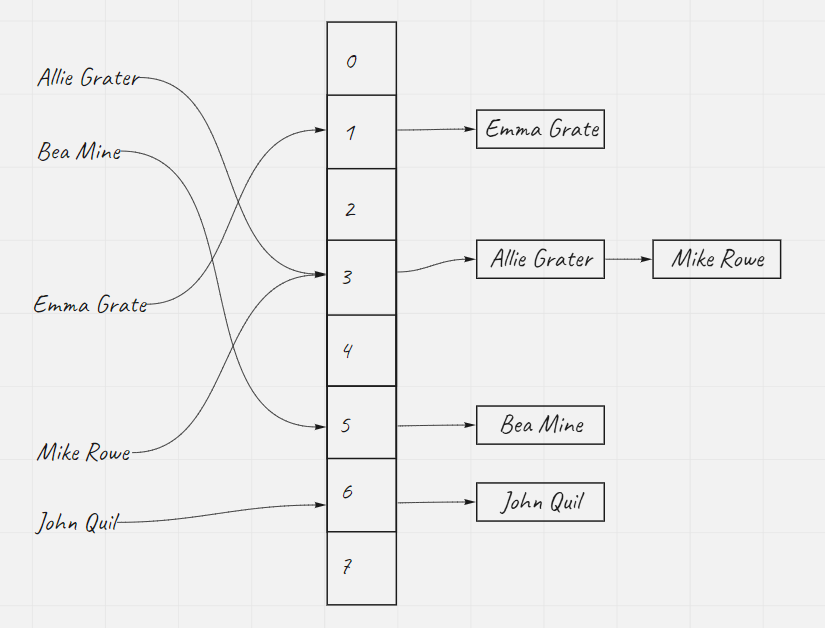 Allie Grater
Bea Mine
Emma Grate
Mike Rowe
John Quil
0
1
2
3
4
5
6
7
Emma Grate
Allie Grater
Mike Rowe
Bea Mine
John Quil